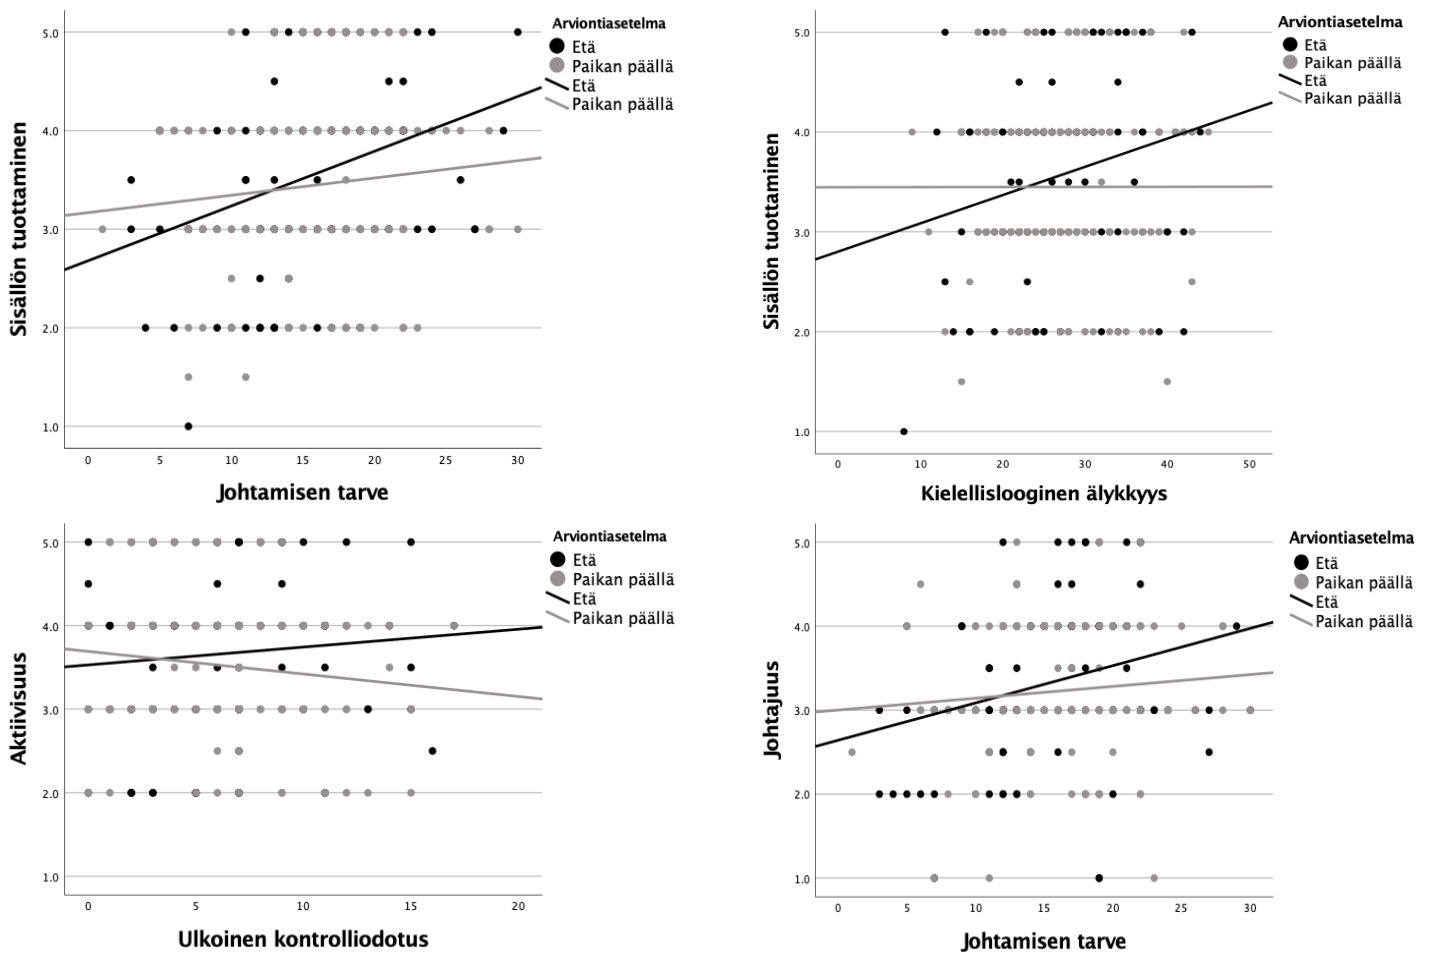 Sisällön tuottaminen
5.0
4.0
3.0
2.0
1.0
0 5 10 15 20 25 30
Johtamisen tarve
Arviontiasetelma
Etä
Paikan päällä
Etä
Paikan päällä
Sisällön tuottaminen
5.0
4.0
3.0
2.0
1.0
0 10 20 30 40 50
Kielellislooginen älykkyys
Arviontiasetelma
Etä
Paikan päällä
Etä
Paikan päällä
Aktiivisuus
5.0
4.0
3.0
2.0
1.0
0 5 10 15 20
Ulkoinen kontrolliodotus
Arviontiasetelma
Etä
Paikan päällä
Etä
Paikan päällä
Johtajuus
5.0
4.0
3.0
2.0
1.0
0 5 10 15 20 25 30
Johtamisen tarve
Arviontiasetelma
Etä
Paikan päällä
Etä
Paikan päällä